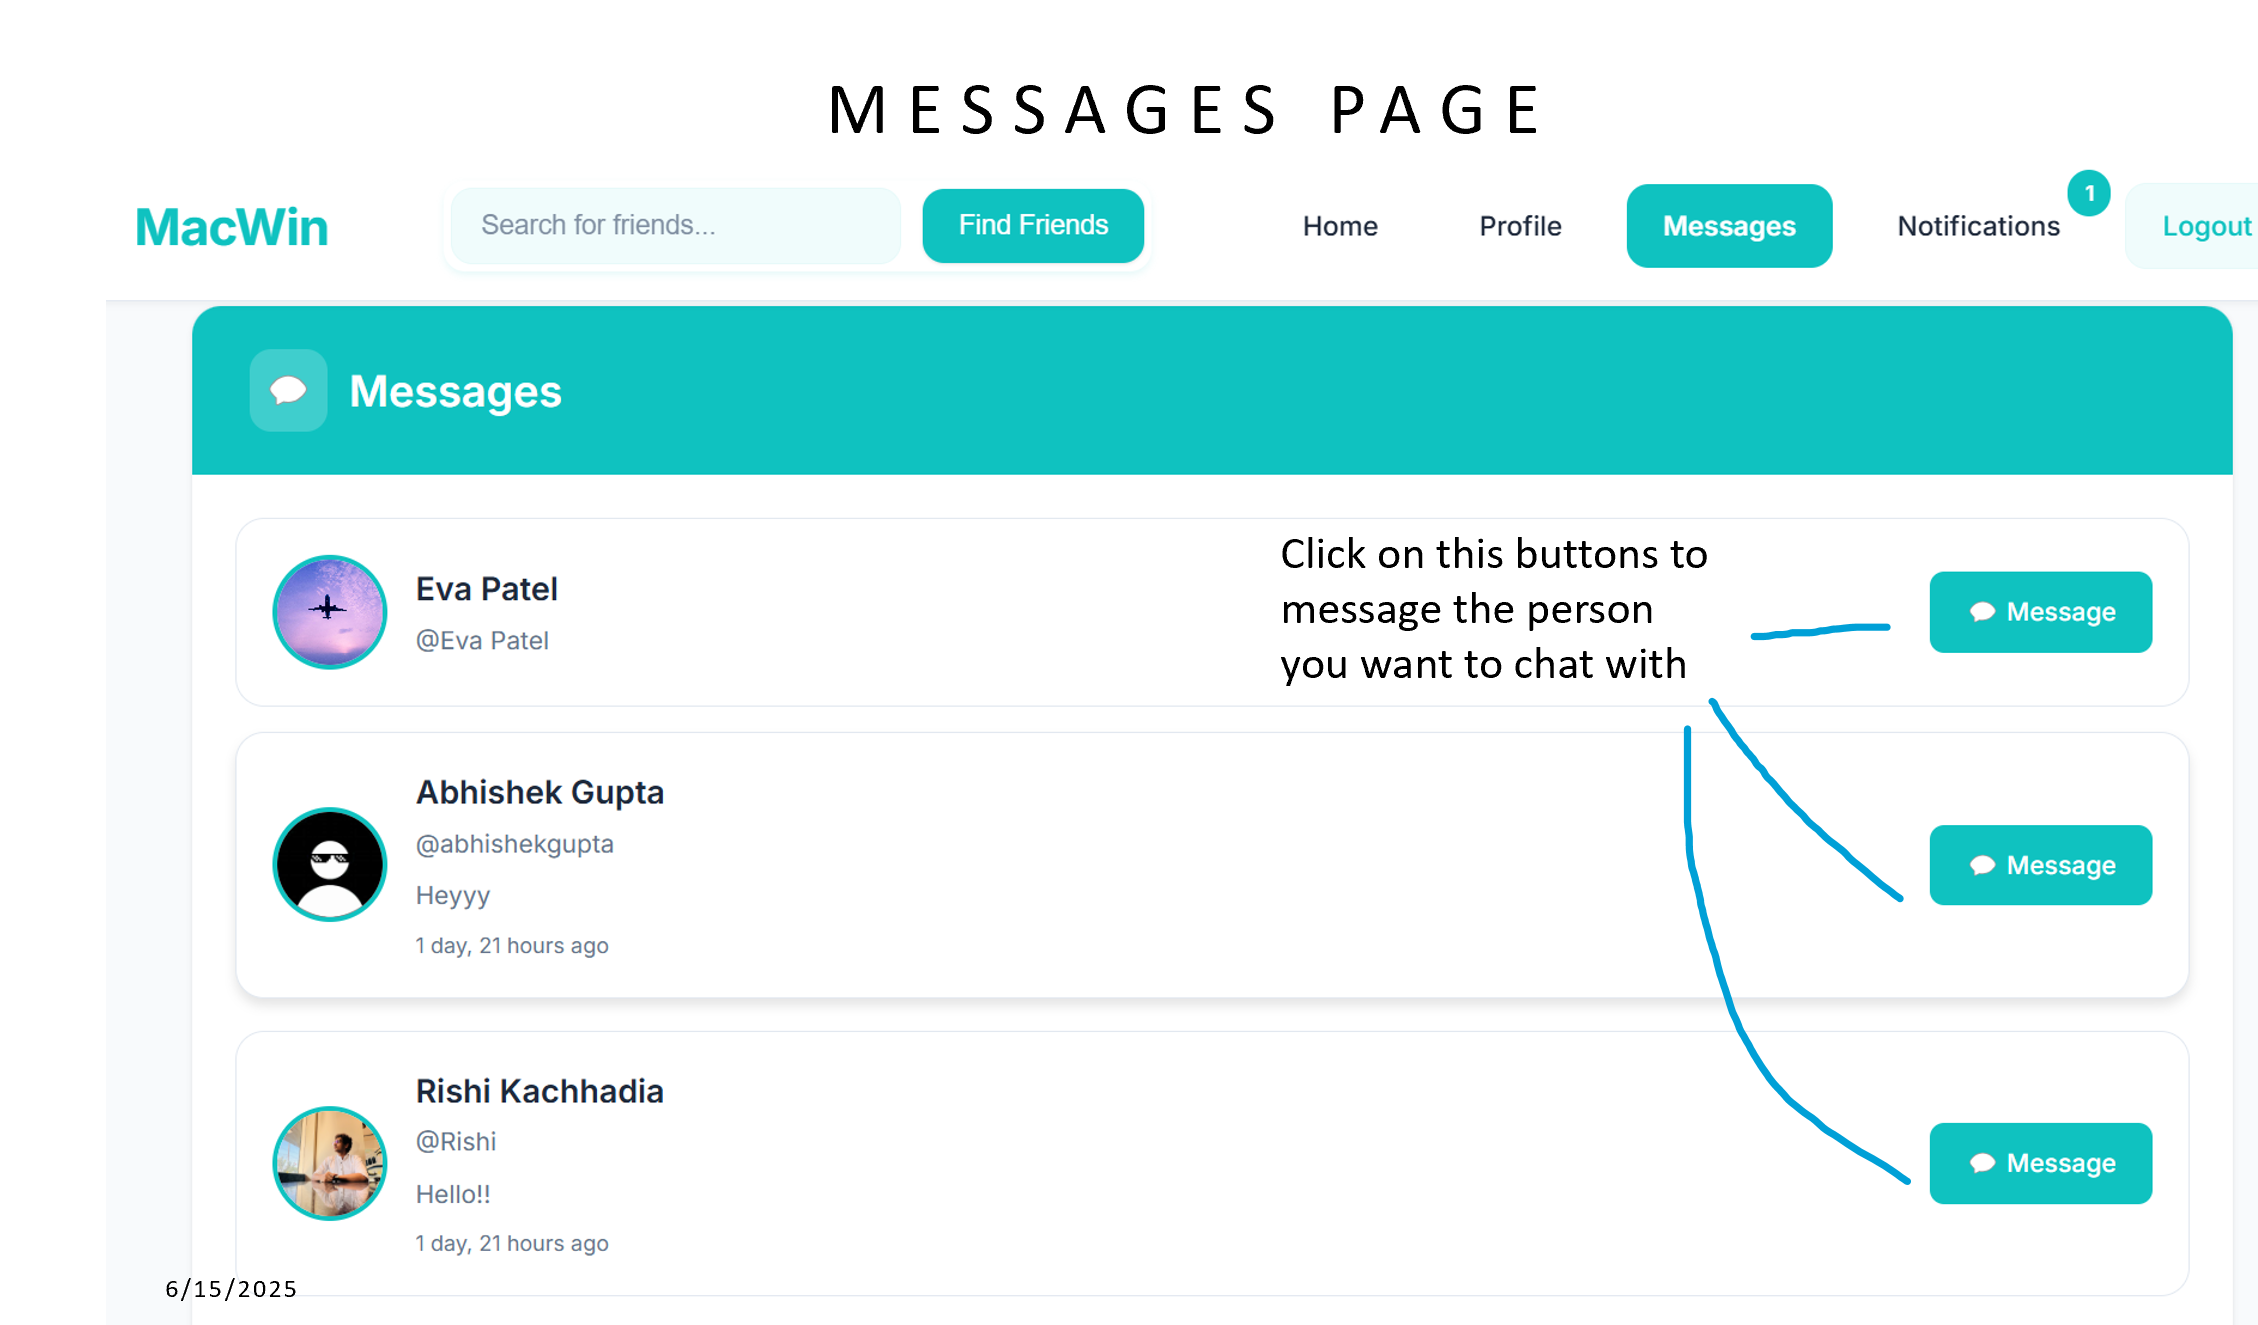 MESSAGES PAGE
MacWin
Search for friends...
Find Friends
Home
Profile
Messages
Notifications
1
Logout
Messages
Eva Patel
@Eva Patel
Click on this buttons to
message the person
you want to chat with
Message
Abhishek Gupta
@abhishekgupta
Heyyy
1 day, 21 hours ago
Message
Rishi Kachhadia
@Rishi
Hello!!
1 day, 21 hours ago
Message
6/15/2025